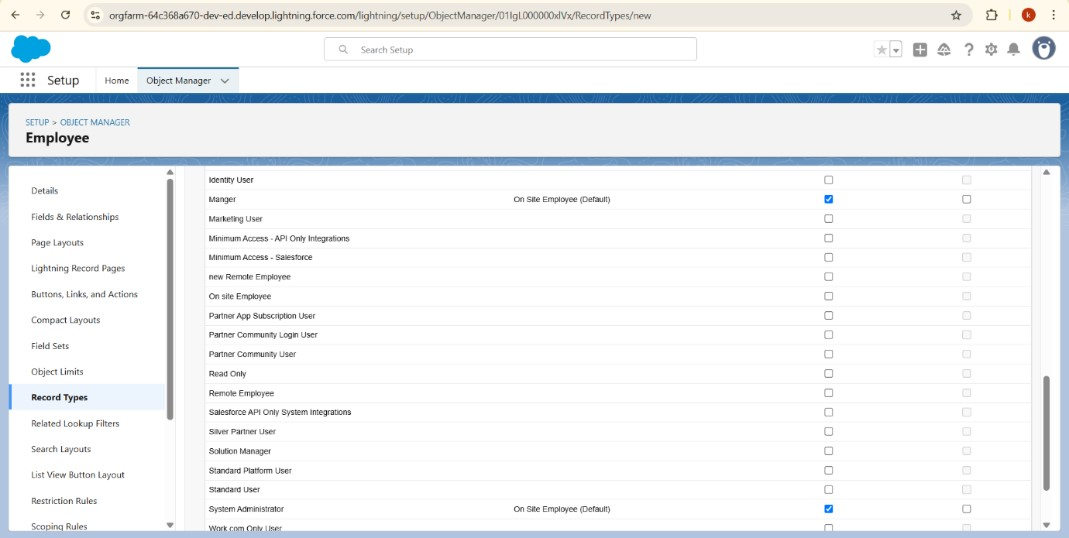 orgfarm-64c368a670-dev-ed.develop.lightning.force.com/lightning/setup/ObjectManager/01IgL000000xlVx/RecordTypes/new
k
Search Setup
Setup
Home
Object Manager
SETUP > OBJECT MANAGER
Employee
Details
Fields & Relationships
Page Layouts
Lightning Record Pages
Buttons, Links, and Actions
Compact Layouts
Field Sets
Object Limits
Record Types
Related Lookup Filters
Search Layouts
List View Button Layout
Restriction Rules
Scoping Rules
Identity User
Manger On Site Employee (Default)
Marketing User
Minimum Access - API Only Integrations
Minimum Access - Salesforce
new Remote Employee
On site Employee
Partner App Subscription User
Partner Community Login User
Partner Community User
Read Only
Remote Employee
Salesforce API Only System Integrations
Silver Partner User
Solution Manager
Standard Platform User
Standard User
System Administrator On Site Employee (Default)
Work com Only User